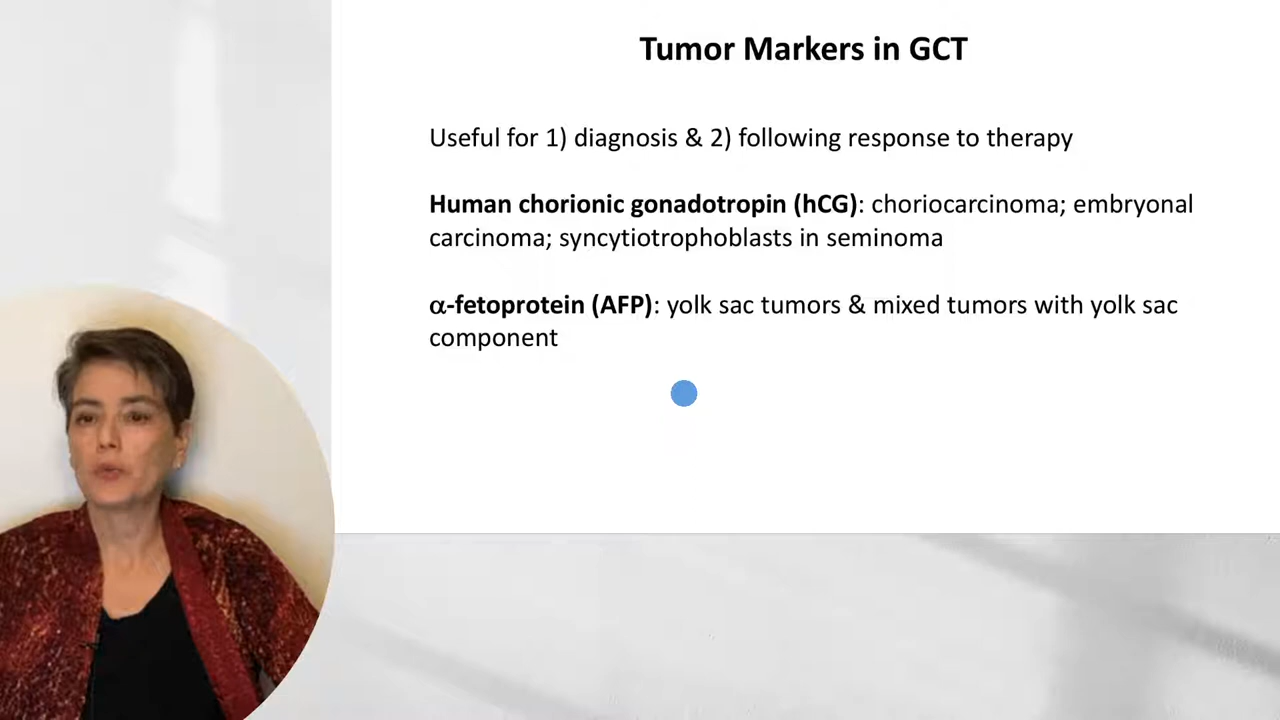 Tumor Markers in GCT
Useful for 1) diagnosis & 2) following response to therapy
Human chorionic gonadotropin (hCG): choriocarcinoma; embryonal
carcinoma; syncytiotrophoblasts in seminoma
α-fetoprotein (AFP): yolk sac tumors & mixed tumors with yolk sac
component